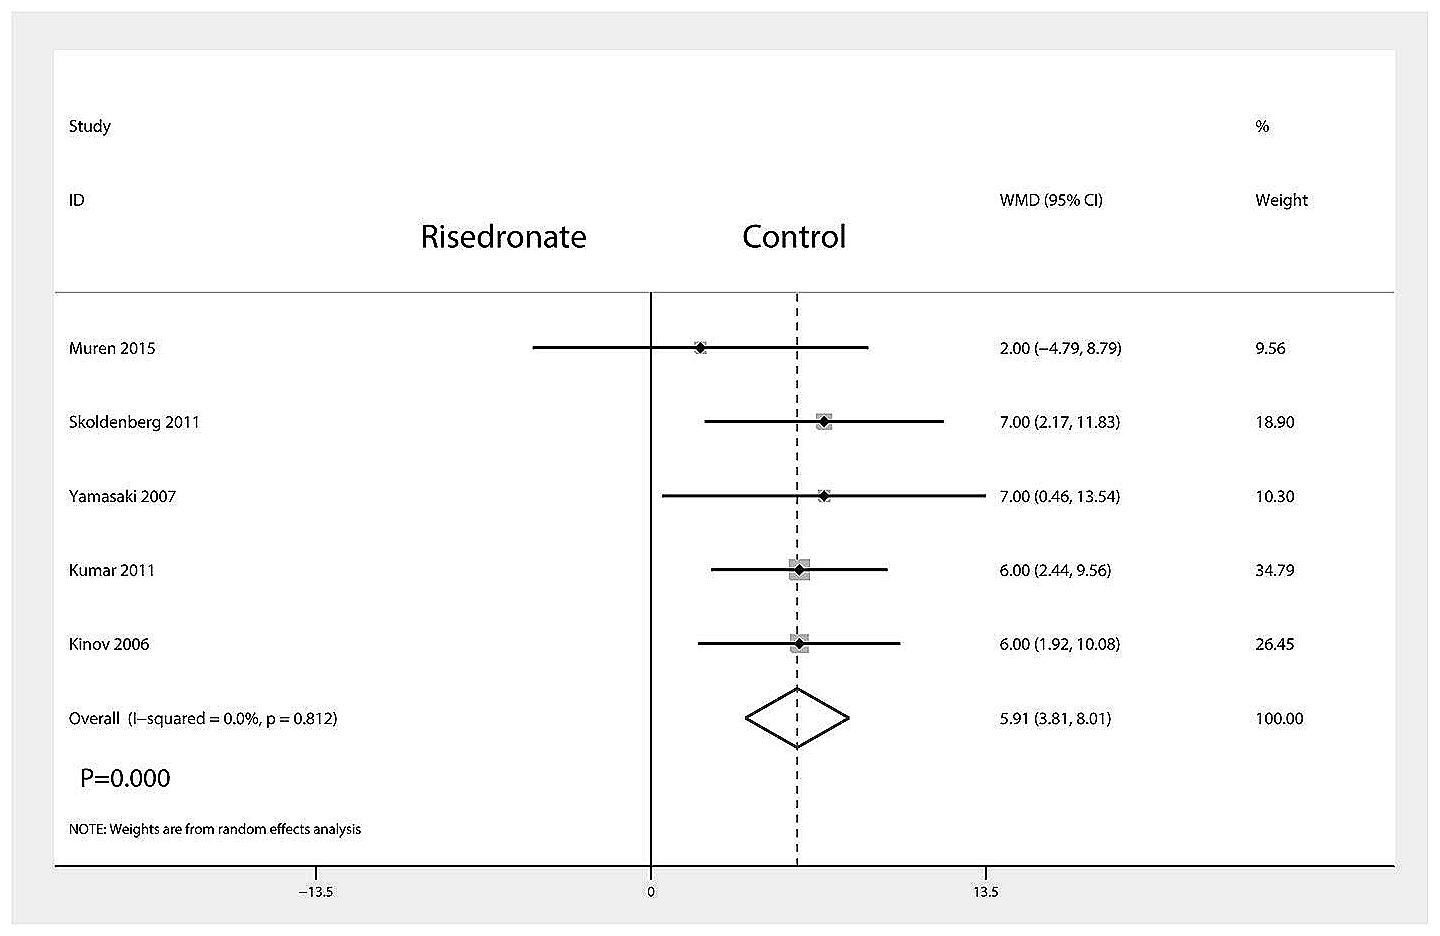 Study %
ID WMD (95% CI) Weight
Risedronate Control
Muren 2015 2.00 (−4.79, 8.79) 9.56
Skoldenberg 2011 7.00 (2.17, 11.83) 18.90
Yamasaki 2007 7.00 (0.46, 13.54) 10.30
Kumar 2011 6.00 (2.44, 9.56) 34.79
Kinov 2006 6.00 (1.92, 10.08) 26.45
Overall (I−squared = 0.0%, p = 0.812) 5.91 (3.81, 8.01) 100.00
P=0.000
NOTE: Weights are from random effects analysis
−13.5 0 13.5